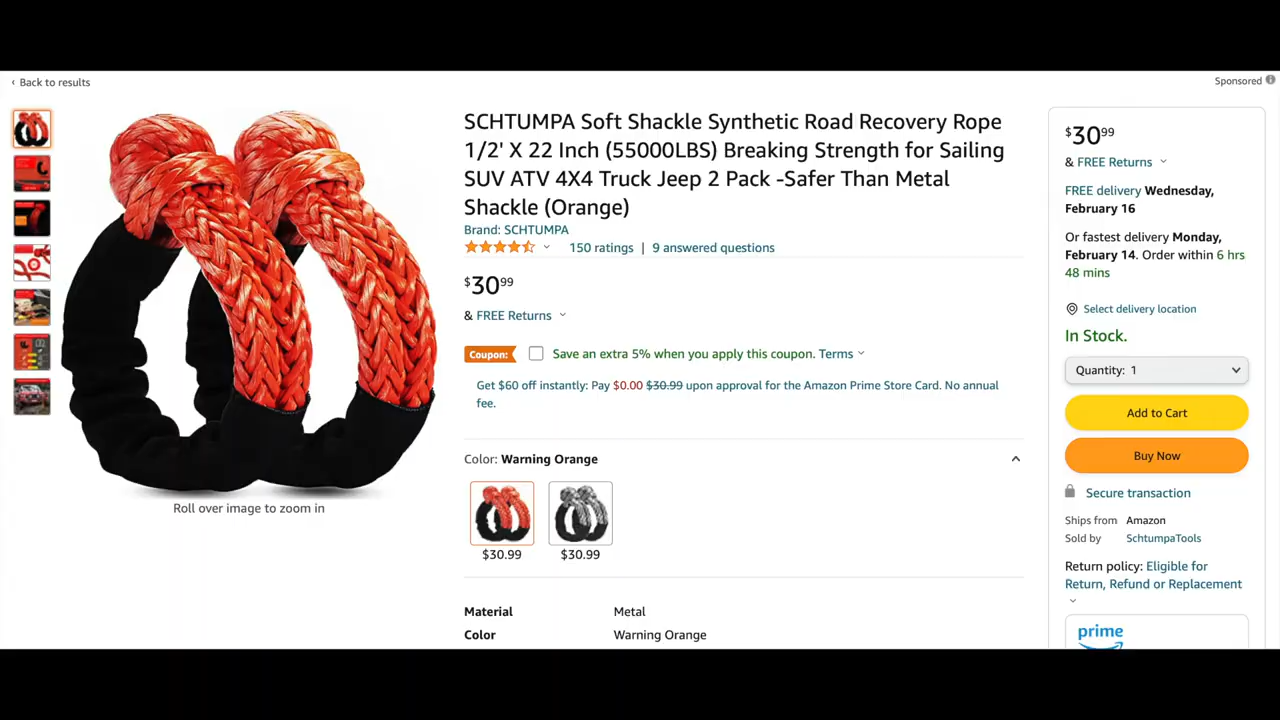 ‹ Back to results
Sponsored
SCHTUMPA Soft Shackle Synthetic Road Recovery Rope
1/2' X 22 Inch (55000LBS) Breaking Strength for Sailing
SUV ATV 4X4 Truck Jeep 2 Pack -Safer Than Metal
Shackle (Orange)
Brand: SCHTUMPA
150 ratings | 9 answered questions
$30.99
& FREE Returns
Coupon: Save an extra 5% when you apply this coupon. Terms
Get $60 off instantly: Pay $0.00 $30.99 upon approval for the Amazon Prime Store Card. No annual
fee.
Color: Warning Orange
$30.99 $30.99
Material Metal
Color Warning Orange
Roll over image to zoom in
$30.99
& FREE Returns
FREE delivery Wednesday,
February 16
Or fastest delivery Monday,
February 14. Order within 6 hrs
48 mins
Select delivery location
In Stock.
Quantity: 1
Add to Cart
Buy Now
Secure transaction
Ships from Amazon
Sold by SchtumpaTools
Return policy: Eligible for
Return, Refund or Replacement
prime